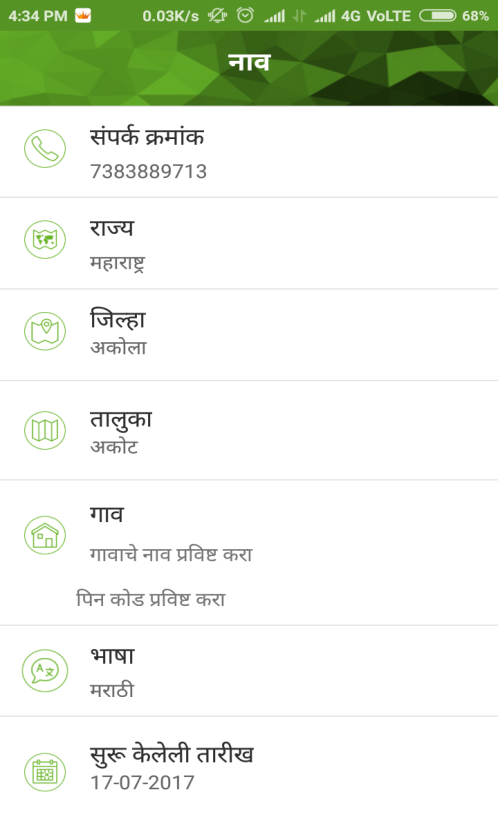 4:34 PM 0.03K/s 4G VoLTE 68%
नाव
संपर्क क्रमांक
7383889713
राज्य
महाराष्ट्र
जिल्हा
अकोला
तालुका
अकोट
गाव
गावाचे नाव प्रविष्ट करा
पिन कोड प्रविष्ट करा
भाषा
मराठी
सुरू केलेली तारीख
17-07-2017